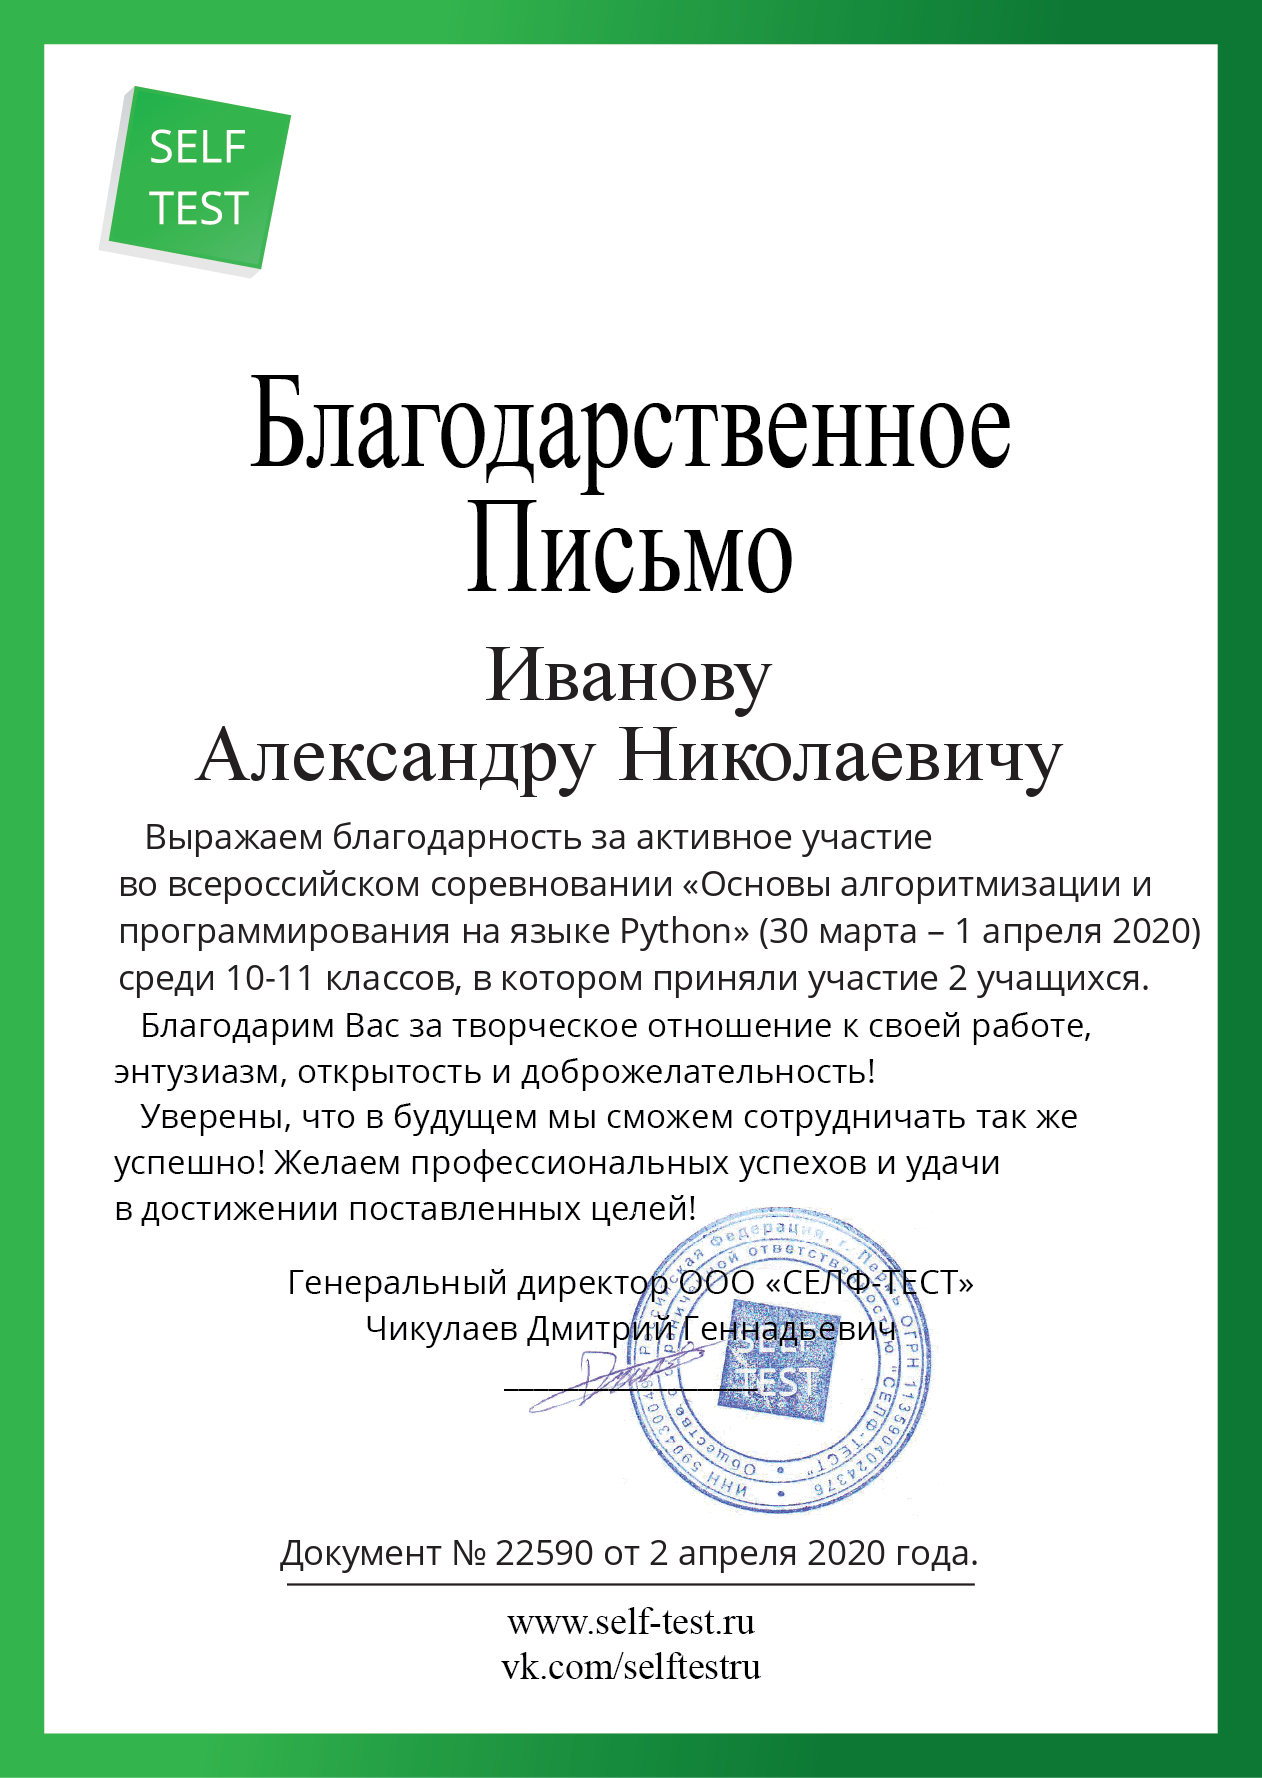 SELF
TEST
Благодарственное
Письмо
Иванову
Александру Николаевичу
Выражаем благодарность за активное участие
во всероссийском соревновании «Основы алгоритмизации и
программирования на языке Python» (30 марта – 1 апреля 2020)
среди 10-11 классов, в котором приняли участие 2 учащихся.
Благодарим Вас за творческое отношение к своей работе,
энтузиазм, открытость и доброжелательность!
Уверены, что в будущем мы сможем сотрудничать так же
успешно! Желаем профессиональных успехов и удачи
в достижении поставленных целей!
Генеральный директор ООО «СЕЛФ-ТЕСТ»
Чикулаев Дмитрий Геннадьевич
Российская Федерация, г. Пермь ОГРН 1135904024376
Общество с ограниченной ответственностью "СЕЛФ-ТЕСТ"
ИНН
SELF
TEST
Документ № 22590 от 2 апреля 2020 года.
www.self-test.ru
vk.com/selftestru